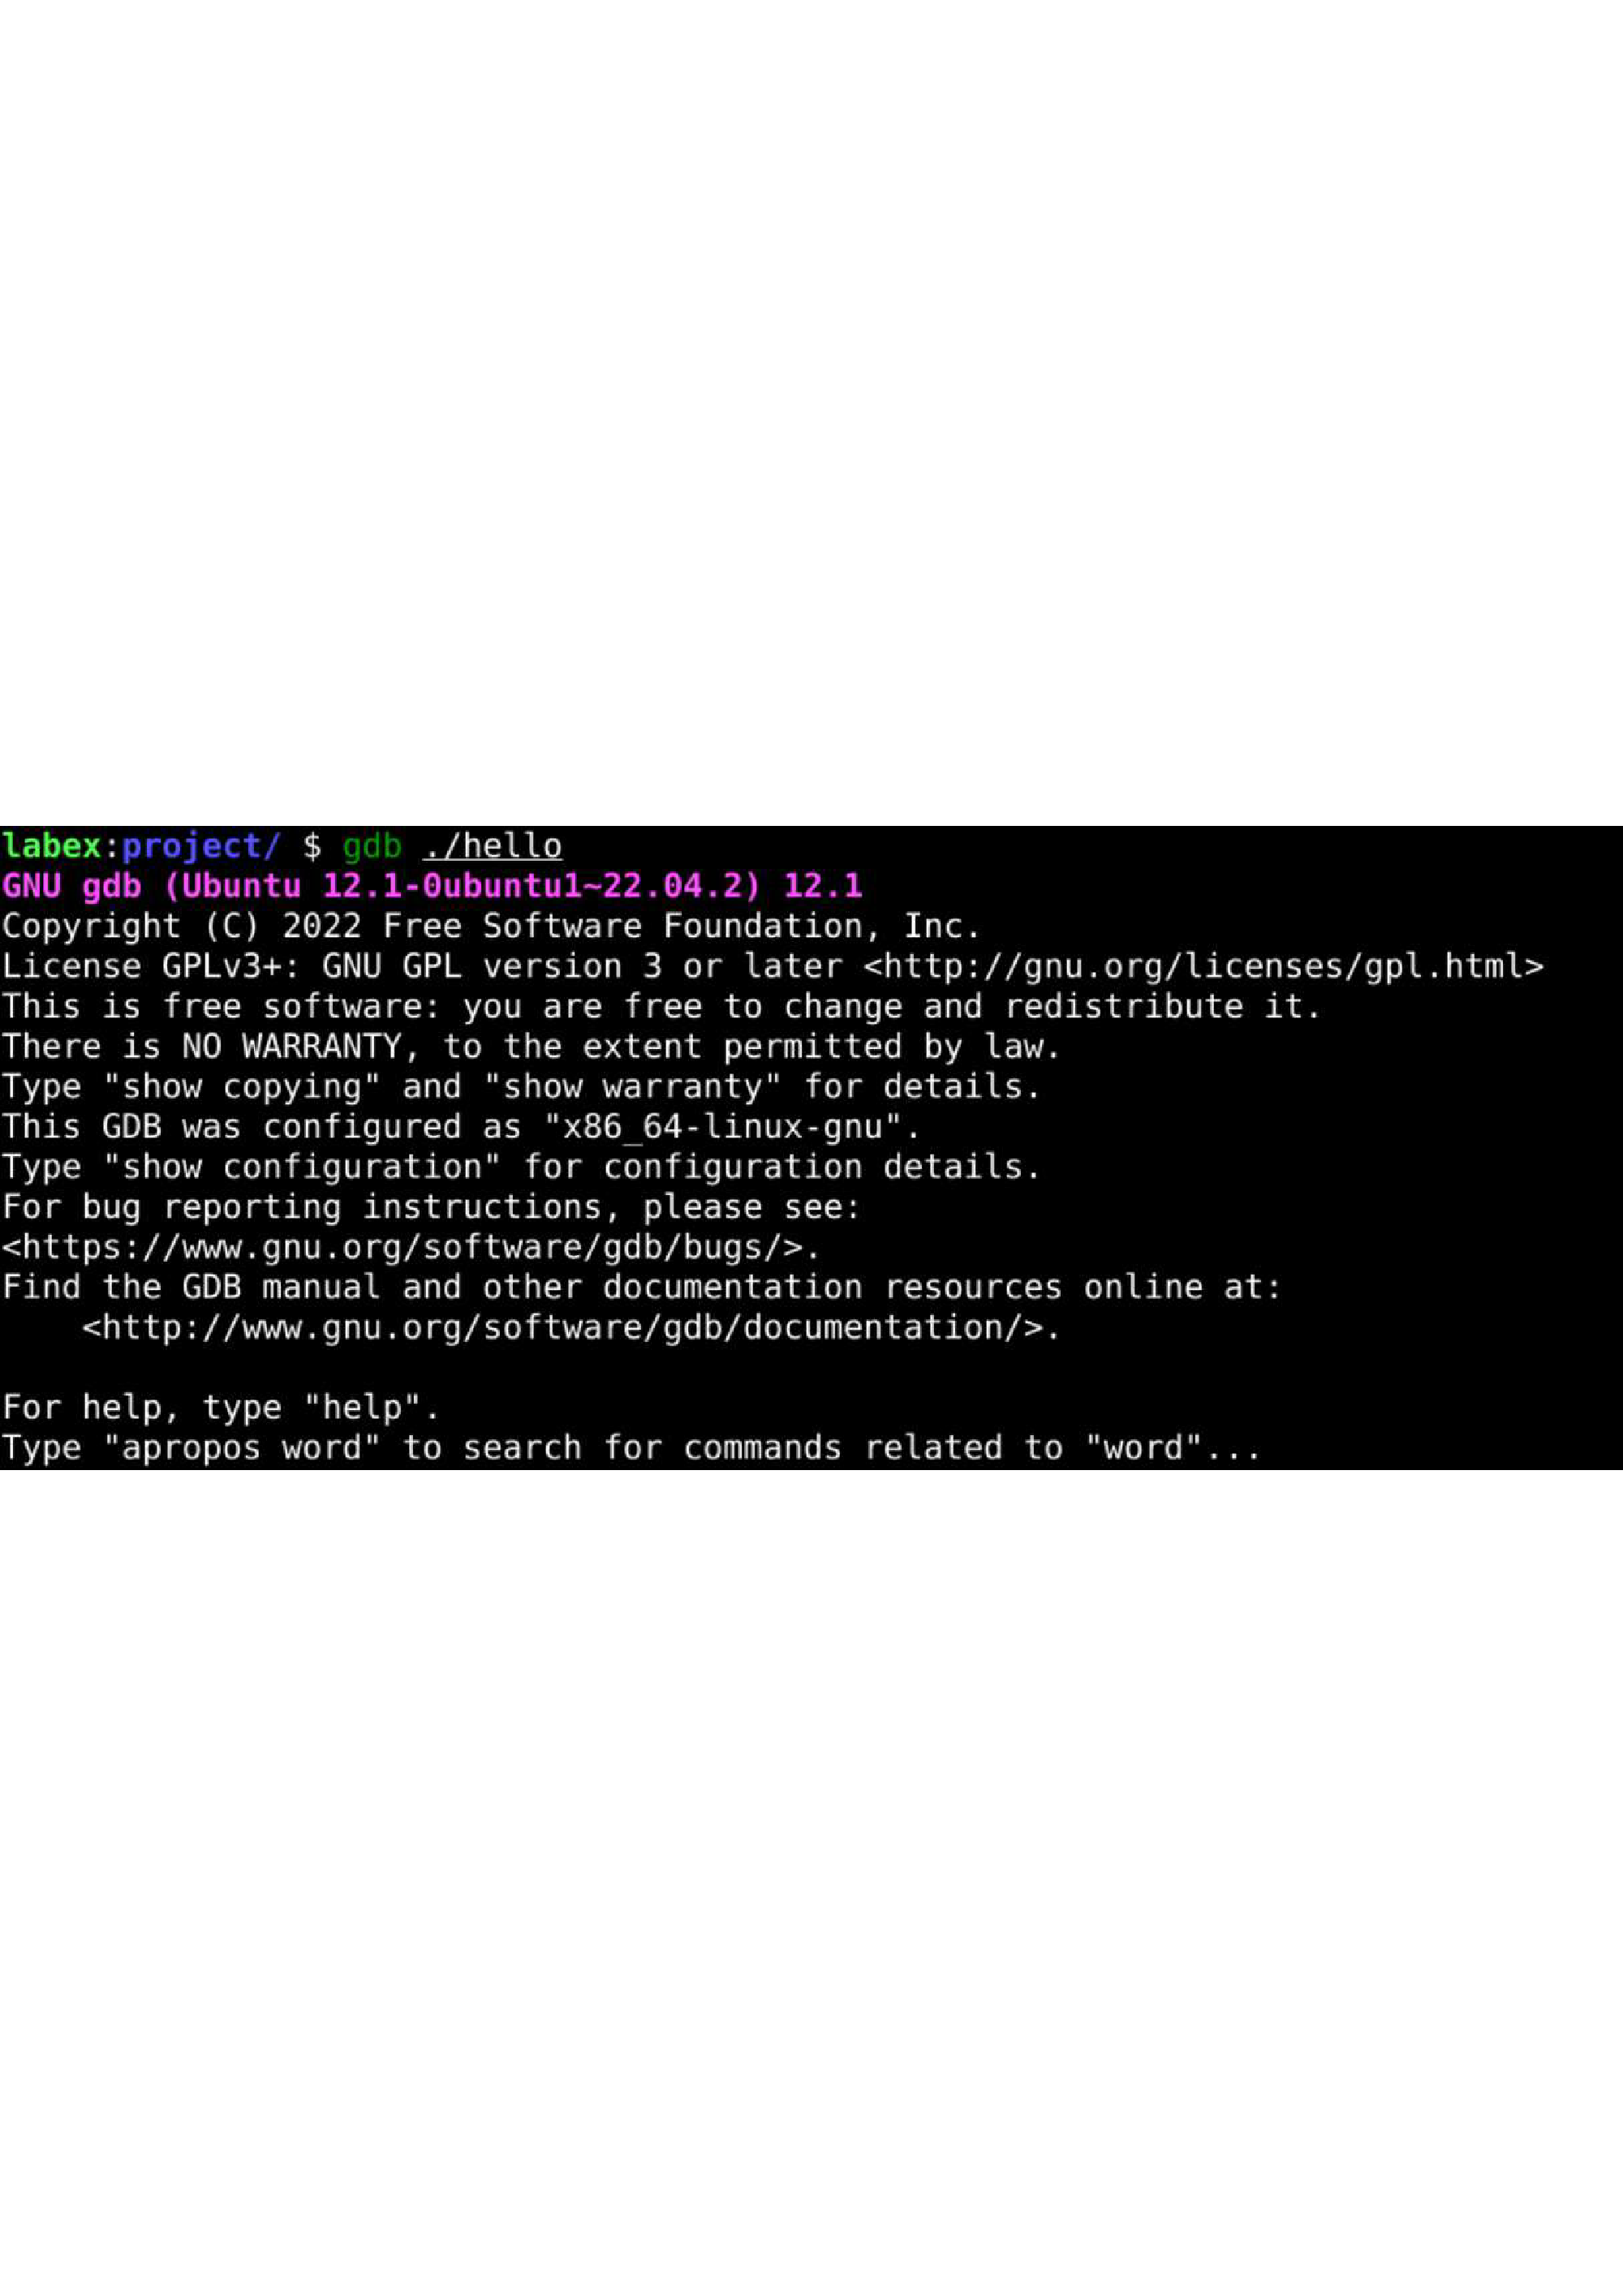 labex:project/ $ gdb ./hello
GNU gdb (Ubuntu 12.1-0ubuntu1~22.04.2) 12.1
Copyright (C) 2022 Free Software Foundation, Inc.
License GPLv3+: GNU GPL version 3 or later <http://gnu.org/licenses/gpl.html>
This is free software: you are free to change and redistribute it.
There is NO WARRANTY, to the extent permitted by law.
Type "show copying" and "show warranty" for details.
This GDB was configured as "x86_64-linux-gnu".
Type "show configuration" for configuration details.
For bug reporting instructions, please see:
<https://www.gnu.org/software/gdb/bugs/>.
Find the GDB manual and other documentation resources online at:
    <http://www.gnu.org/software/gdb/documentation/>.

For help, type "help".
Type "apropos word" to search for commands related to "word"...